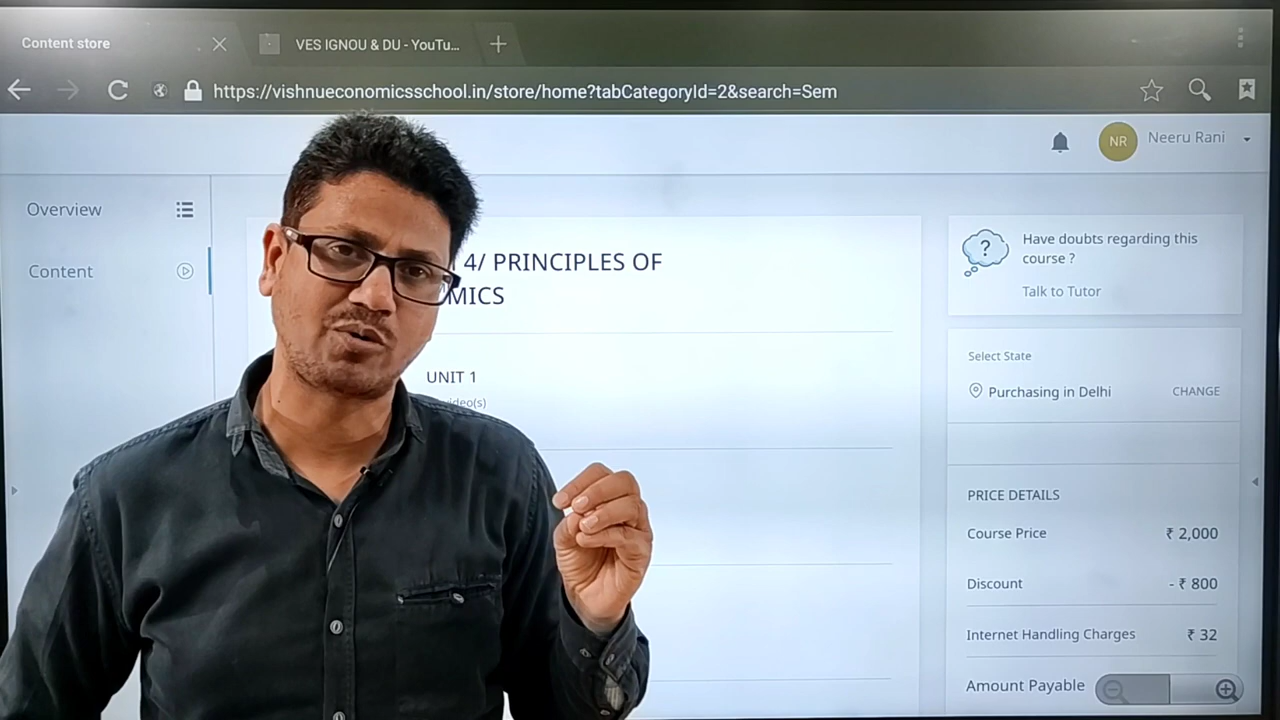 Content store
VES IGNOU & DU - YouTu...
https://vishnueconomicsschool.in/store/home?tabCategoryId=2&search=Sem
NR
Neeru Rani
Overview
Content
4/ PRINCIPLES OF
MICS
UNIT 1
ideo(s)
Have doubts regarding this
course ?
Talk to Tutor
Select State
Purchasing in Delhi
CHANGE
PRICE DETAILS
Course Price
₹ 2,000
Discount
- ₹ 800
Internet Handling Charges
₹ 32
Amount Payable